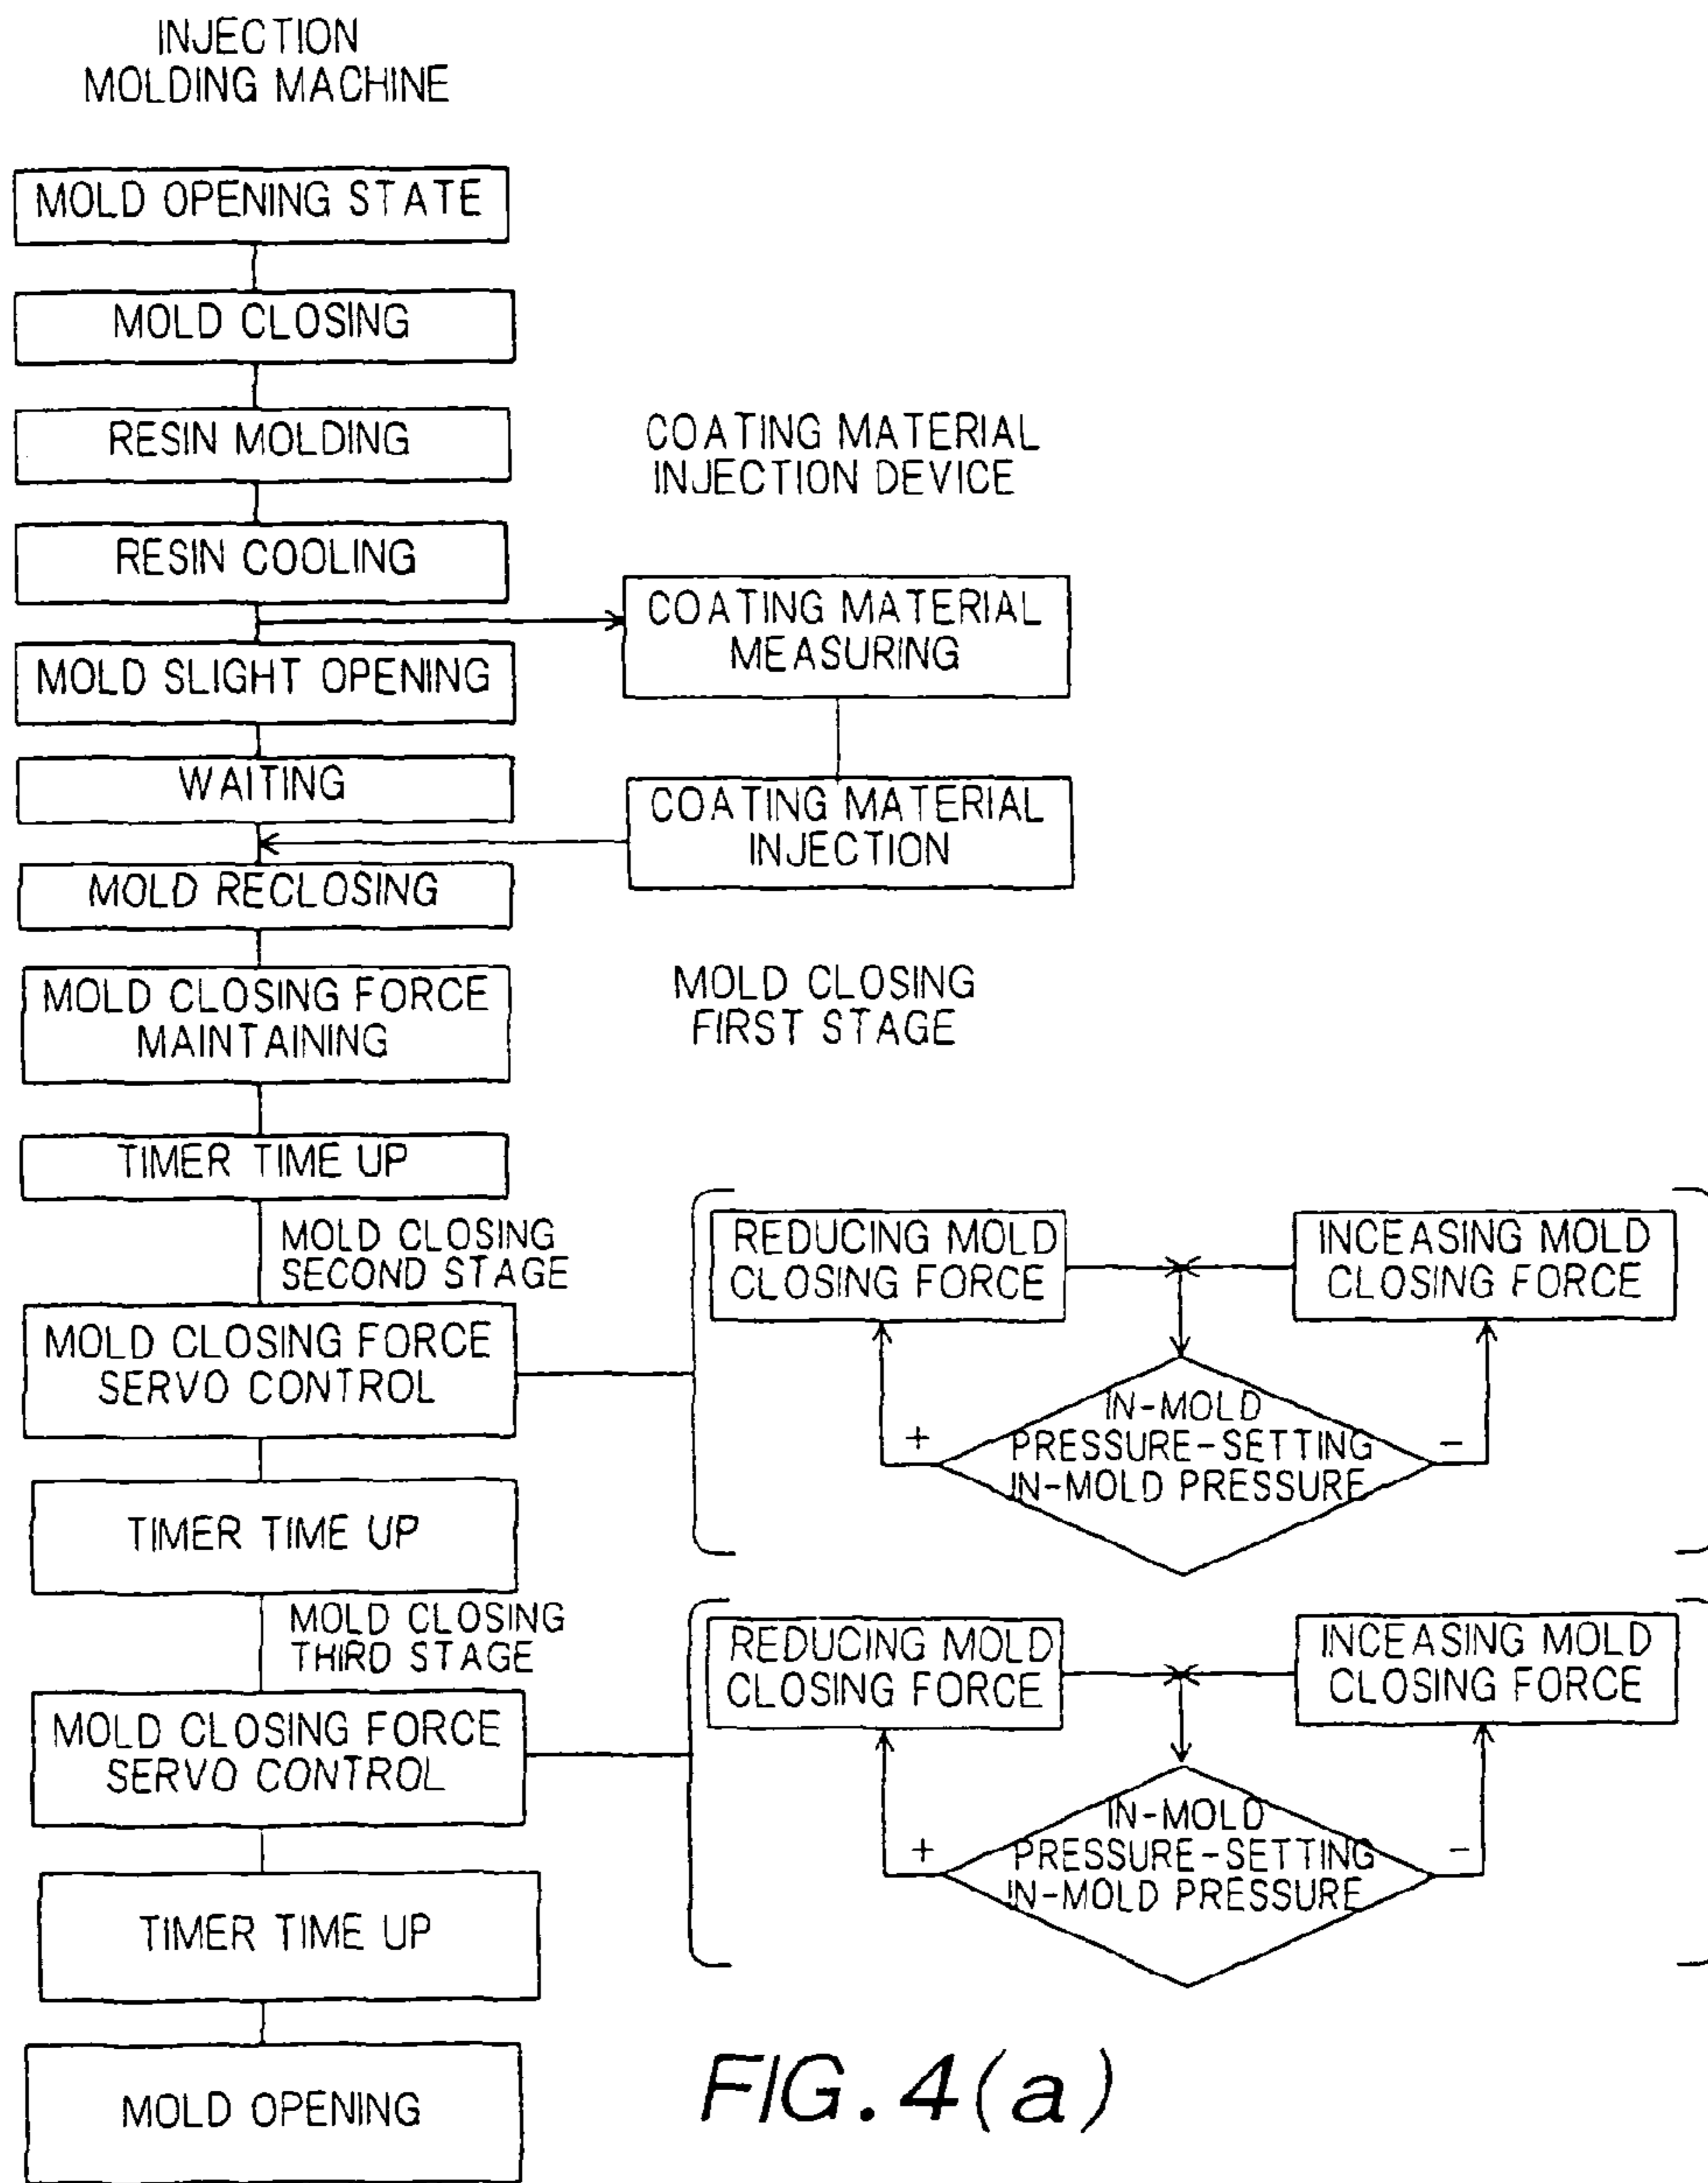 INJECTION
MOLDING MACHINE
MOLD OPENING STATE
MOLD CLOSING
RESIN MOLDING
RESIN COOLING
MOLD SLIGHT OPENING
WAITING
MOLD RECLOSING
MOLD CLOSING FORCE
MAINTAINING
TIMER TIME UP
MOLD CLOSING
SECOND STAGE
MOLD CLOSING FORCE
SERVO CONTROL
TIMER TIME UP
MOLD CLOSING
THIRD STAGE
MOLD CLOSING FORCE
SERVO CONTROL
TIMER TIME UP
MOLD OPENING
COATING MATERIAL
INJECTION DEVICE
COATING MATERIAL
MEASURING
COATING MATERIAL
INJECTION
MOLD CLOSING
FIRST STAGE
REDUCING MOLD
CLOSING FORCE
INCEASING MOLD
CLOSING FORCE
+
IN-MOLD
PRESSURE-SETTING
IN-MOLD PRESSURE
-
REDUCING MOLD
CLOSING FORCE
INCEASING MOLD
CLOSING FORCE
+
IN-MOLD
PRESSURE-SETTING
IN-MOLD PRESSURE
-
FIG. 4(a)